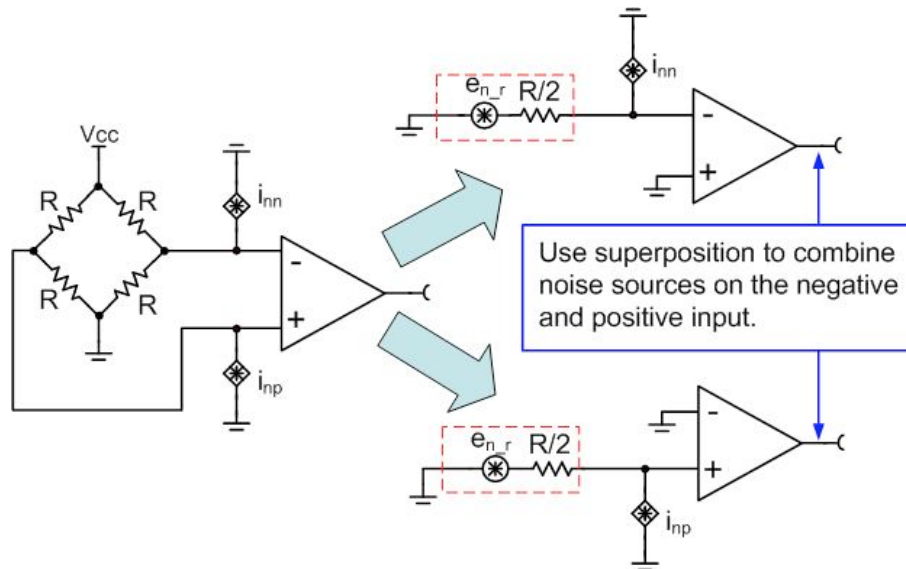 Vcc
R
R
R
R
inn
inp
-
+
en_r
R/2
inn
-
+
Use superposition to combine
noise sources on the negative
and positive input.
en_r
R/2
-
+
inp